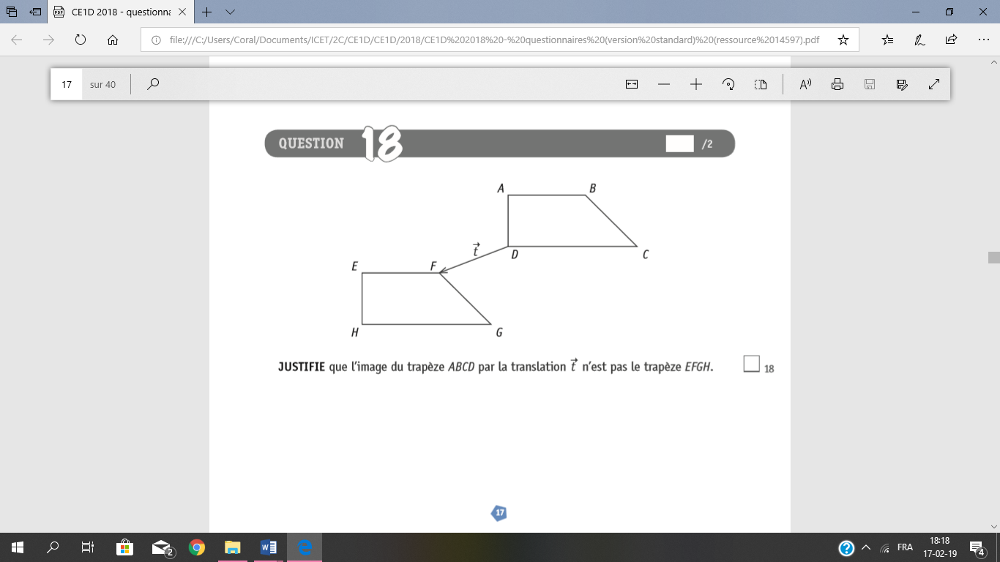 CE1D 2018 - questionna
file:///C:/Users/Coral/Documents/ICET/2C/CE1D/CE1D/2018/CE1D%202018%20-%20questionnaires%20(version%20standard)%20(ressource%2014597).pdf
17 sur 40
QUESTION 18 /2
A B
t⃗ D C
E F
H G
JUSTIFIE que l'image du trapèze ABCD par la translation t⃗ n'est pas le trapèze EFGH. 18
17
2 FRA 18:18
17-02-19 4